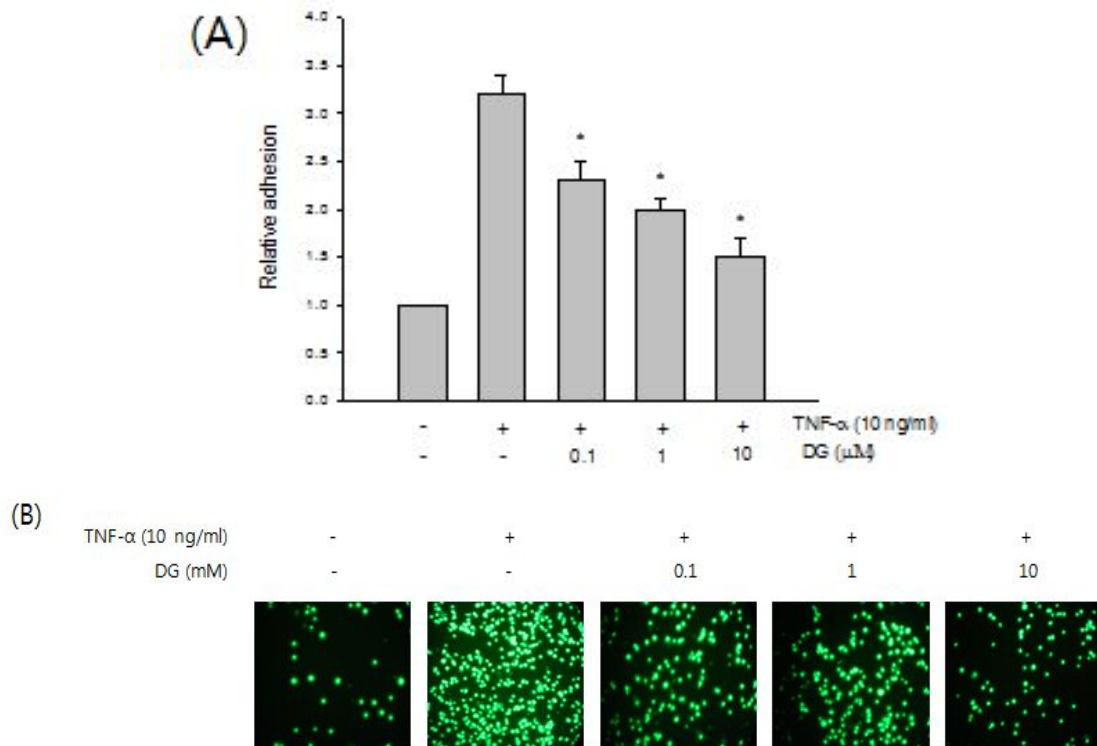 (A)
4.0
3.5
3.0
2.5
2.0
1.5
1.0
0.5
0.0
Relative adhesion
* * *
- + + + + TNF-α (10 ng/ml)
- - 0.1 1 10 DG (μM)
(B)
TNF-α (10 ng/ml) - + + + +
DG (mM) - - 0.1 1 10